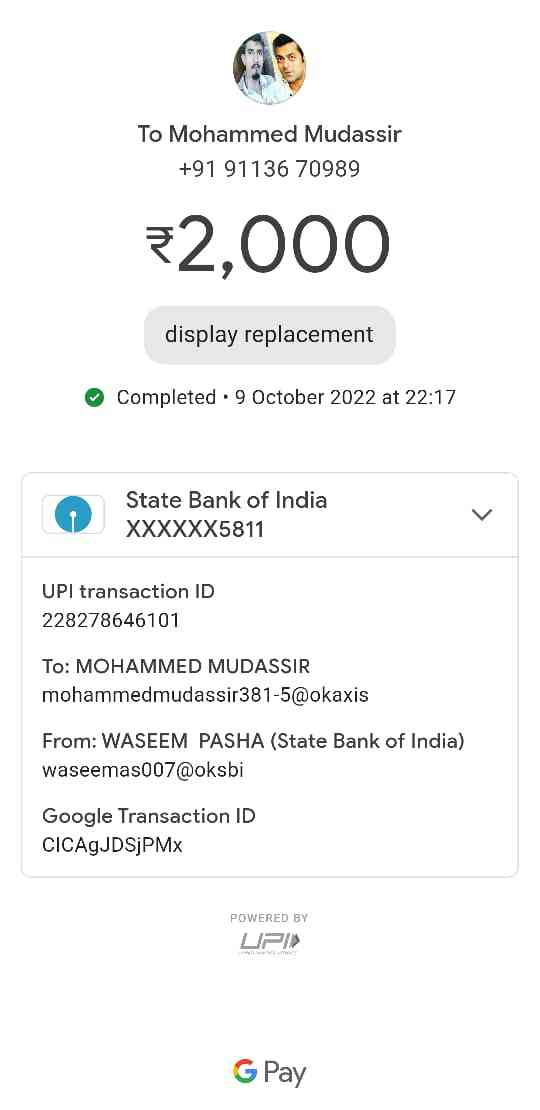 To Mohammed Mudassir
+91 91136 70989
₹2,000
display replacement
Completed • 9 October 2022 at 22:17
State Bank of India
XXXXXX5811
UPI transaction ID
228278646101
To: MOHAMMED MUDASSIR
mohammedmudassir381-5@okaxis
From: WASEEM  PASHA (State Bank of India)
waseemas007@oksbi
Google Transaction ID
CICAgJDSjPMx
POWERED BY
UPI
G Pay